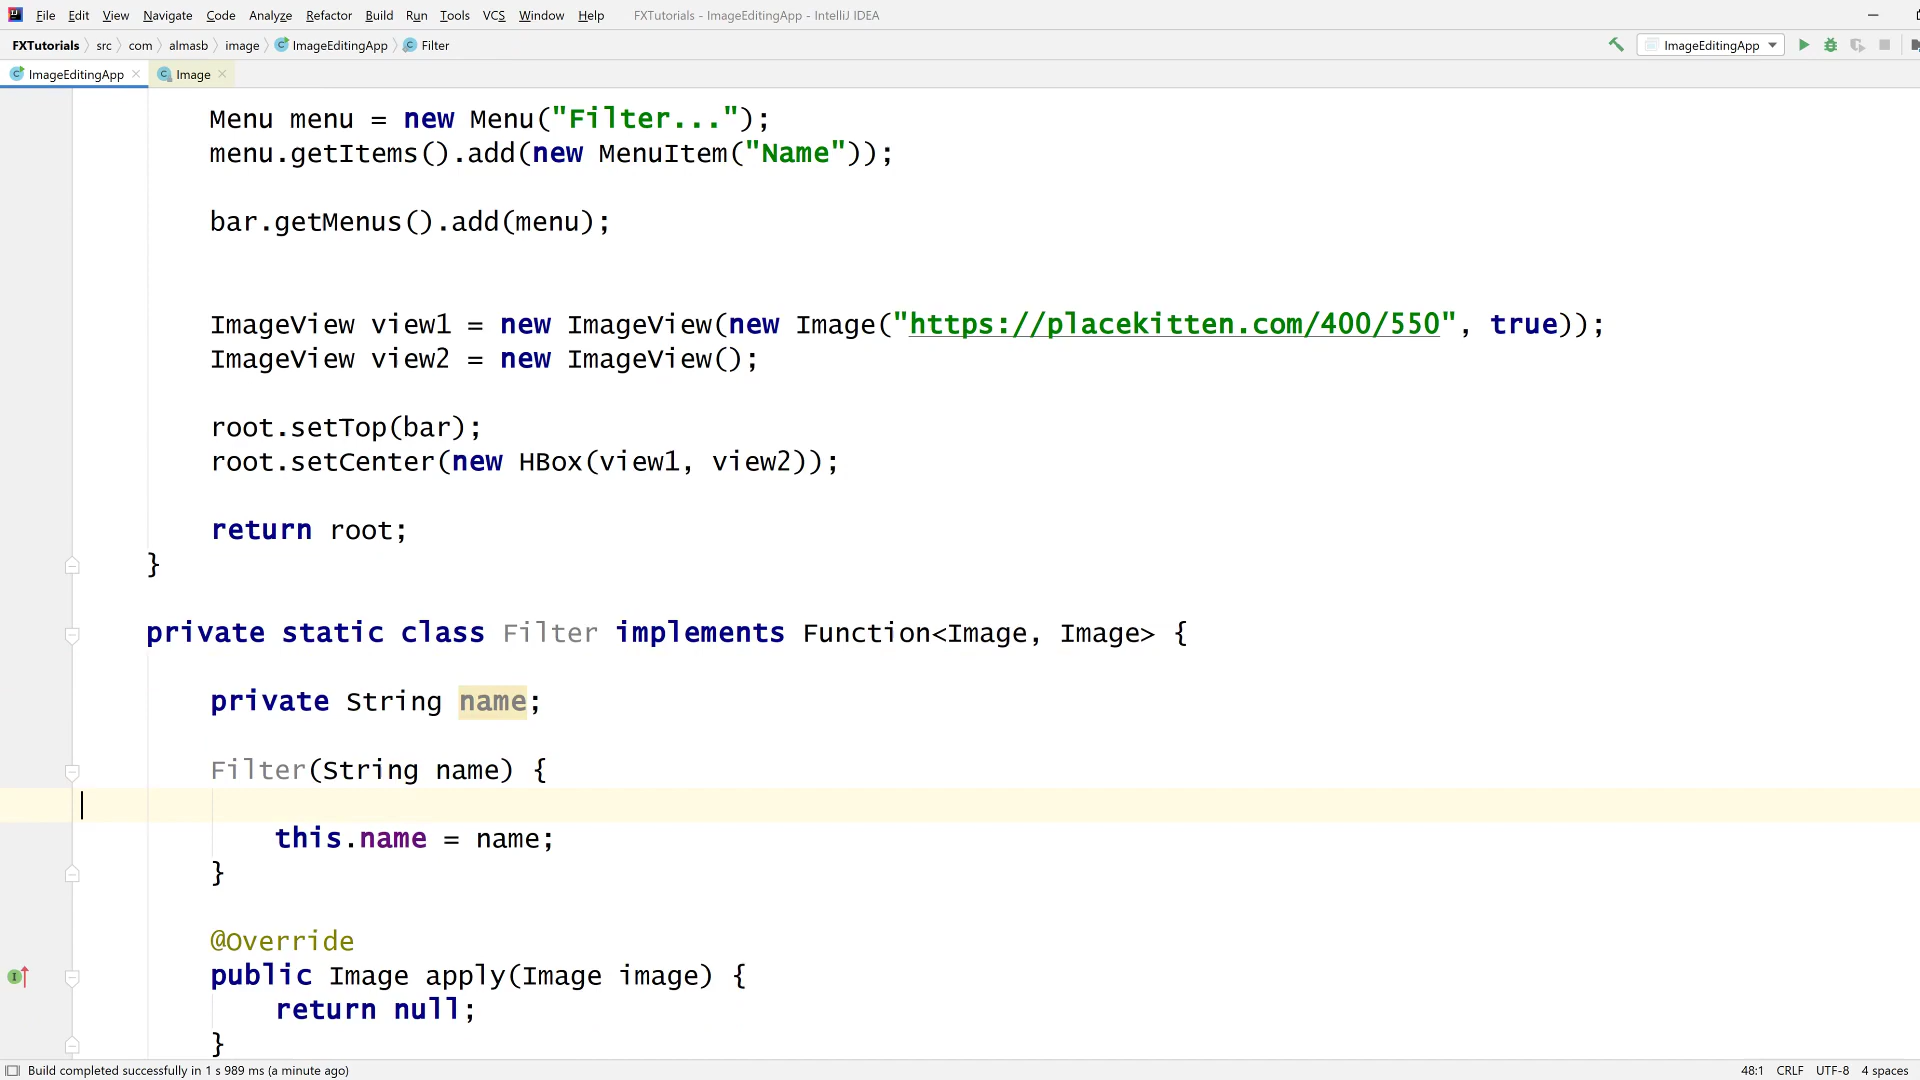 File Edit View Navigate Code Analyze Refactor Build Run Tools VCS Window Help FXTutorials - ImageEditingApp - IntelliJ IDEA
FXTutorials src com almasb image ImageEditingApp Filter ImageEditingApp
ImageEditingApp Image
Menu menu = new Menu("Filter...");
menu.getItems().add(new MenuItem("Name"));
bar.getMenus().add(menu);
ImageView view1 = new ImageView(new Image("https://placekitten.com/400/550", true));
ImageView view2 = new ImageView();
root.setTop(bar);
root.setCenter(new HBox(view1, view2));
return root;
}
private static class Filter implements Function<Image, Image> {
private String name;
Filter(String name) {
this.name = name;
}
@Override
public Image apply(Image image) {
return null;
}
Build completed successfully in 1 s 989 ms (a minute ago) 48:1 CRLF UTF-8 4 spaces